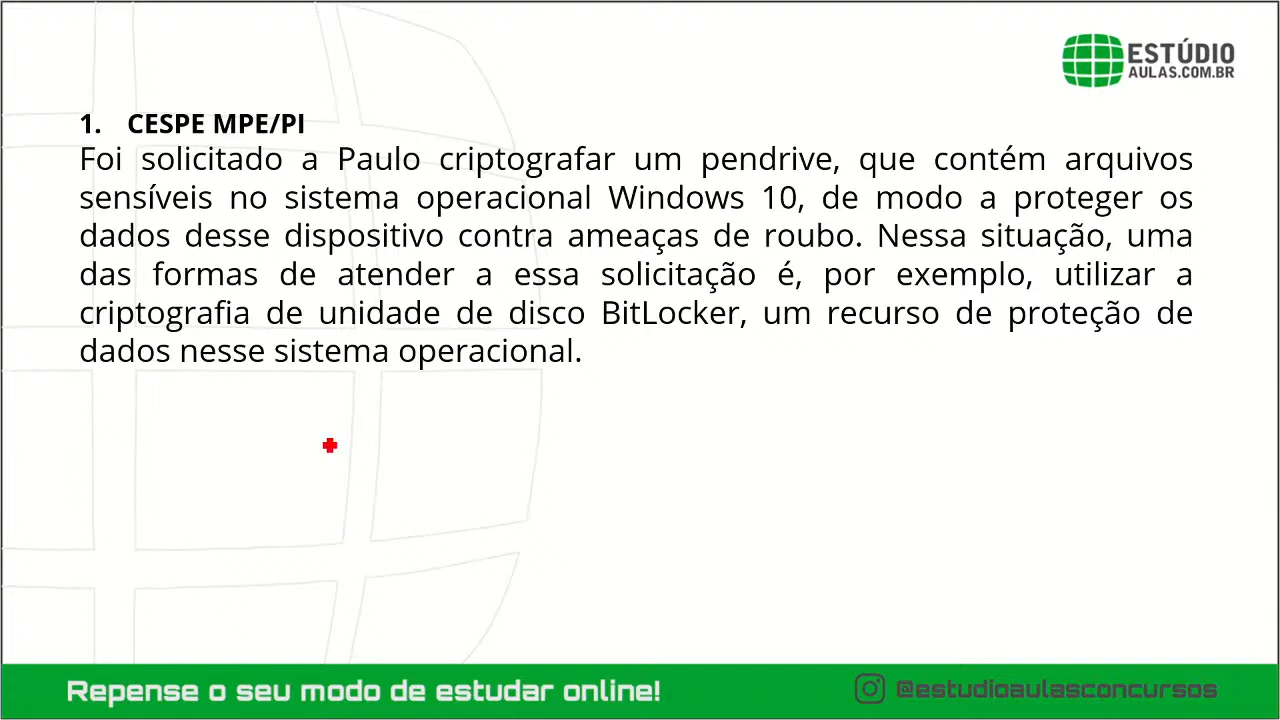 ESTÚDIO
AULAS.COM.BR
1. CESPE MPE/PI
Foi solicitado a Paulo criptografar um pendrive, que contém arquivos
sensíveis no sistema operacional Windows 10, de modo a proteger os
dados desse dispositivo contra ameaças de roubo. Nessa situação, uma
das formas de atender a essa solicitação é, por exemplo, utilizar a
criptografia de unidade de disco BitLocker, um recurso de proteção de
dados nesse sistema operacional.
Repense o seu modo de estudar online!
@estudioaulasconcursos